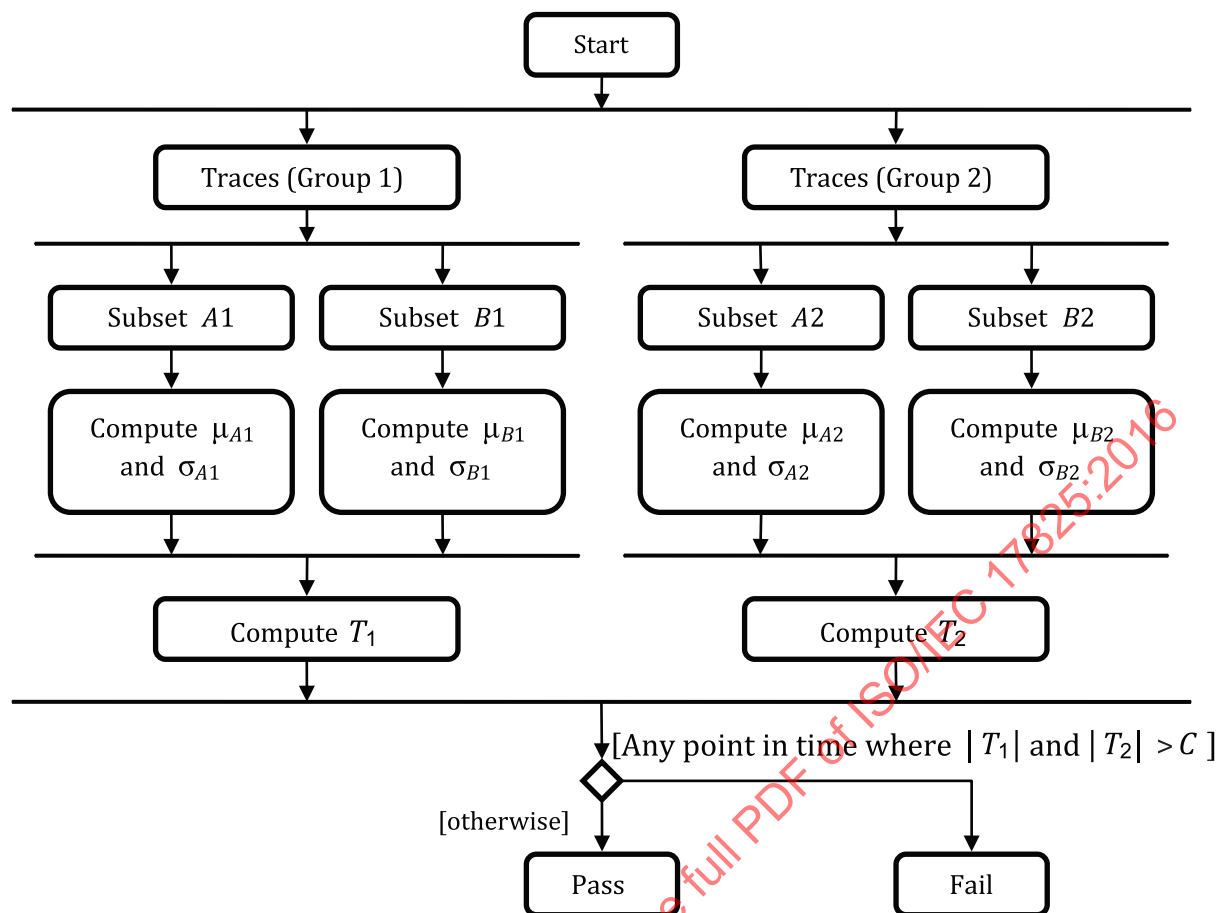 Start
Traces (Group 1)
Traces (Group 2)
Subset A1
Subset B1
Subset A2
Subset B2
Compute μA1
and σA1
Compute μB1
and σB1
Compute μA2
and σA2
Compute μB2
and σB2
Compute T1
Compute T2
[Any point in time where |T1| and |T2| > C ]
[otherwise]
Pass
Fail
full PDF of ISO/IEC 17825:2016